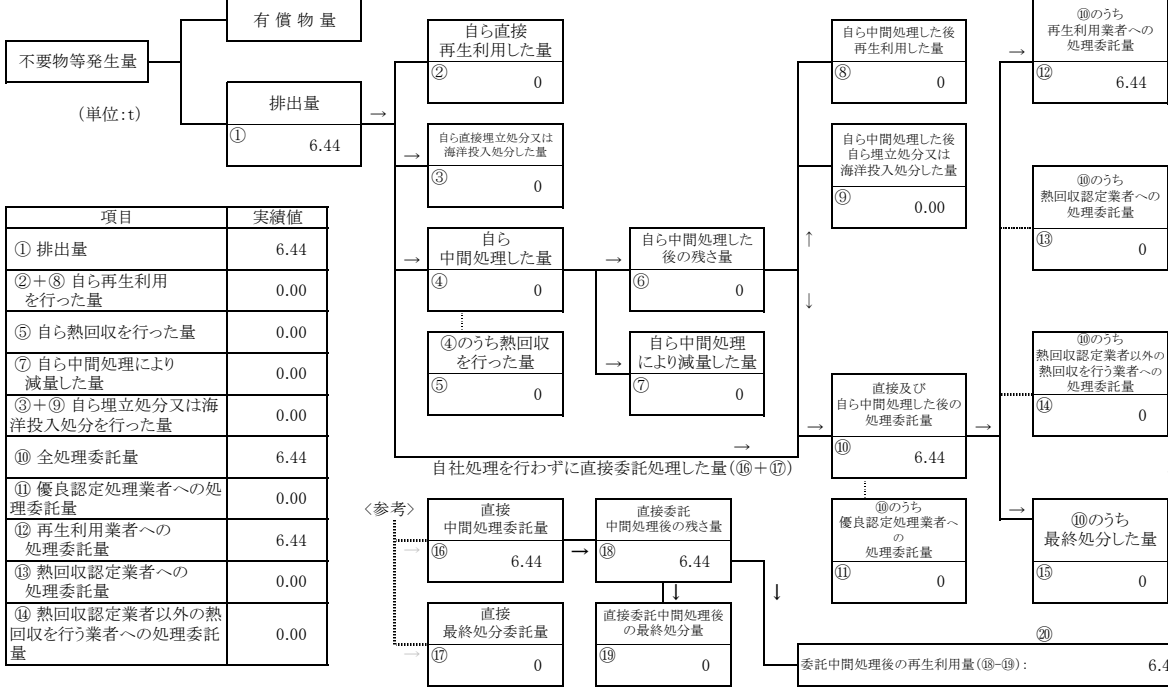 有 償 物 量
不要物等発生量
(単位:t)
排出量
①
6.44
→
自ら直接
再生利用した量
②
0
→
自ら直接埋立処分又は
海洋投入処分した量
③
0
→
自ら
中間処理した量
④
0
④のうち熱回収
を行った量
⑤
0
→
自ら中間処理した
後の残さ量
⑥
0
→
自ら中間処理
により減量した量
⑦
0
自ら中間処理した後
再生利用した量
⑧
0
自ら中間処理した後
自ら埋立処分又は
海洋投入処分した量
⑨
0.00
↑
↓
→
自社処理を行わずに直接委託処理した量(⑯+⑰)
→
直接及び
自ら中間処理した後の
処理委託量
⑩
6.44
⑩のうち
優良認定処理業者へ
の
処理委託量
⑪
0
→
→
⑩のうち
再生利用業者への
処理委託量
⑫
6.44
⑩のうち
熱回収認定業者への
処理委託量
⑬
0
⑩のうち
熱回収認定業者以外の
熱回収を行う業者への
処理委託量
⑭
0
→
⑩のうち
最終処分した量
⑮
0
項目 実績値
① 排出量 6.44
②+⑧ 自ら再生利用
を行った量 0.00
⑤ 自ら熱回収を行った量 0.00
⑦ 自ら中間処理により
減量した量 0.00
③+⑨ 自ら埋立処分又は海
洋投入処分を行った量 0.00
⑩ 全処理委託量 6.44
⑪ 優良認定処理業者への処
理委託量 0.00
⑫ 再生利用業者への
処理委託量 6.44
⑬ 熱回収認定業者への
処理委託量 0.00
⑭ 熱回収認定業者以外の熱
回収を行う業者への処理委託
量 0.00
〈参考〉
→
直接
中間処理委託量
⑯
6.44
→
直接委託
中間処理後の残さ量
⑱
6.44
↓
↓
→
直接
最終処分委託量
⑰
0
直接委託中間処理後
の最終処分量
⑲
0
⑳
委託中間処理後の再生利用量(⑱-⑲): 6.4